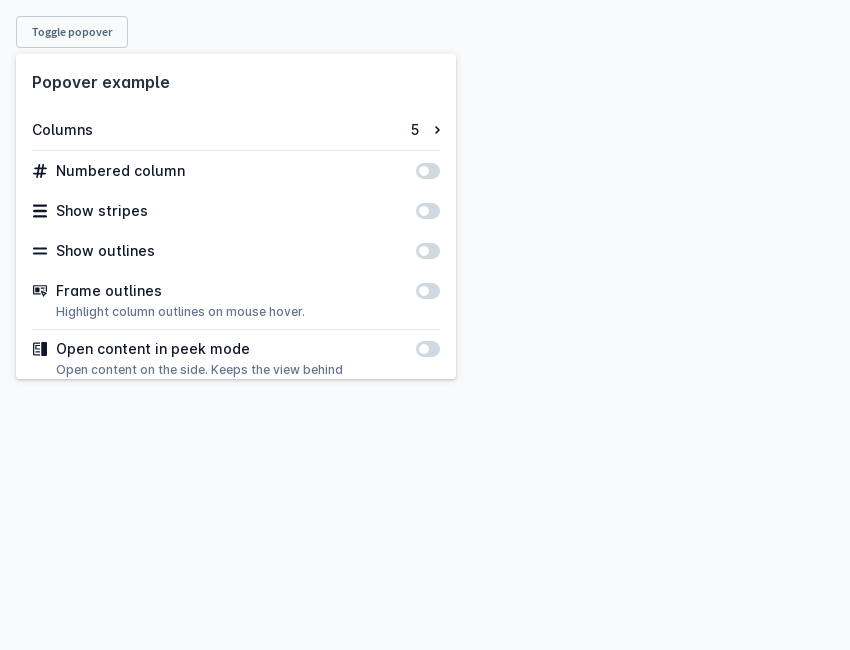 Toggle popover
Popover example
Columns 5
Numbered column
Show stripes
Show outlines
Frame outlines
Highlight column outlines on mouse hover.
Open content in peek mode
Open content on the side. Keeps the view behind